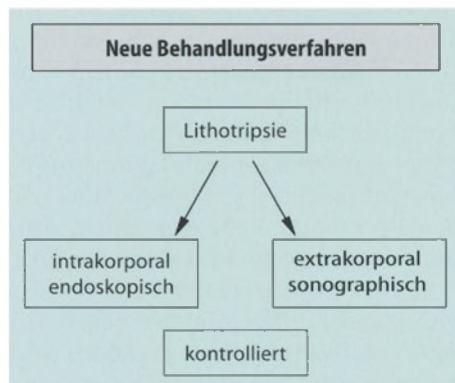 Neue Behandlungsverfahren
Lithotripsie
intrakorporal
endoskopisch
extrakorporal
sonographisch
kontrolliert